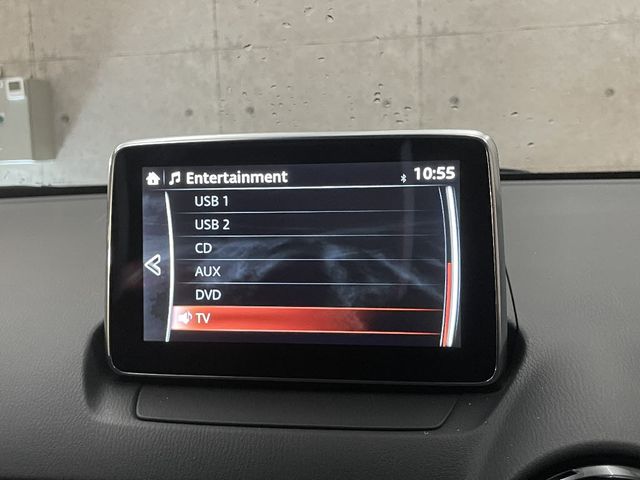 Entertainment 10:55
USB 1
USB 2
CD
AUX
DVD
TV